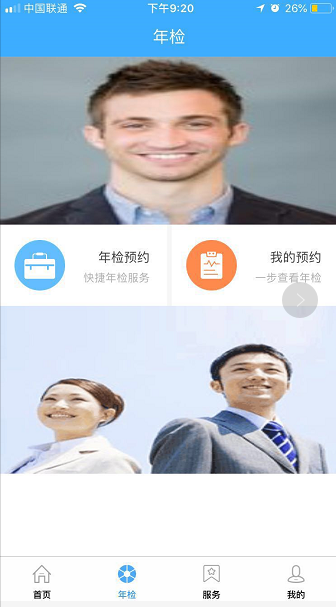 中国联通 下午9:20 26%
年检
年检预约 我的预约
快捷年检服务 一步查看年检
首页 年检 服务 我的